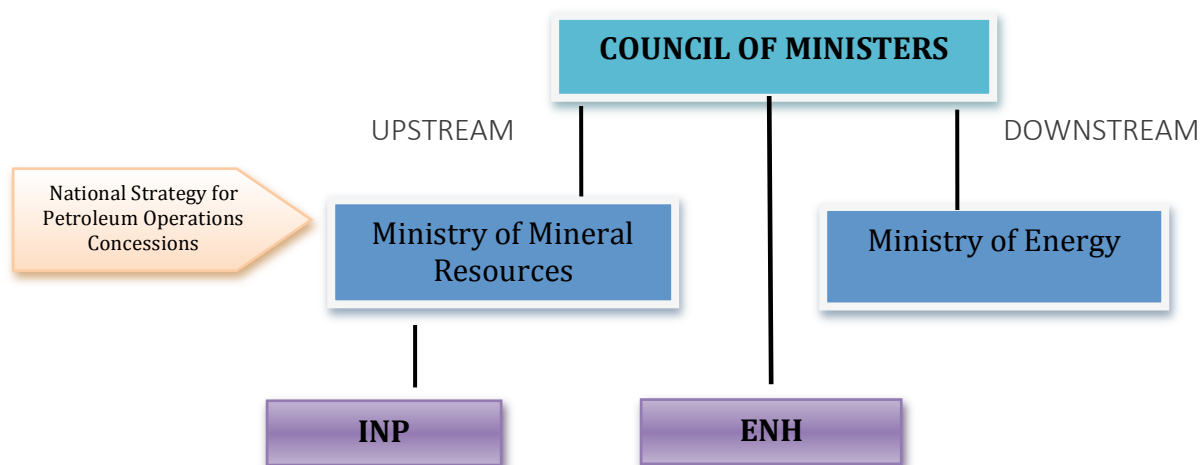 COUNCIL OF MINISTERS
UPSTREAM
DOWNSTREAM
National Strategy for
Petroleum Operations
Concessions
Ministry of Mineral
Resources
Ministry of Energy
INP
ENH